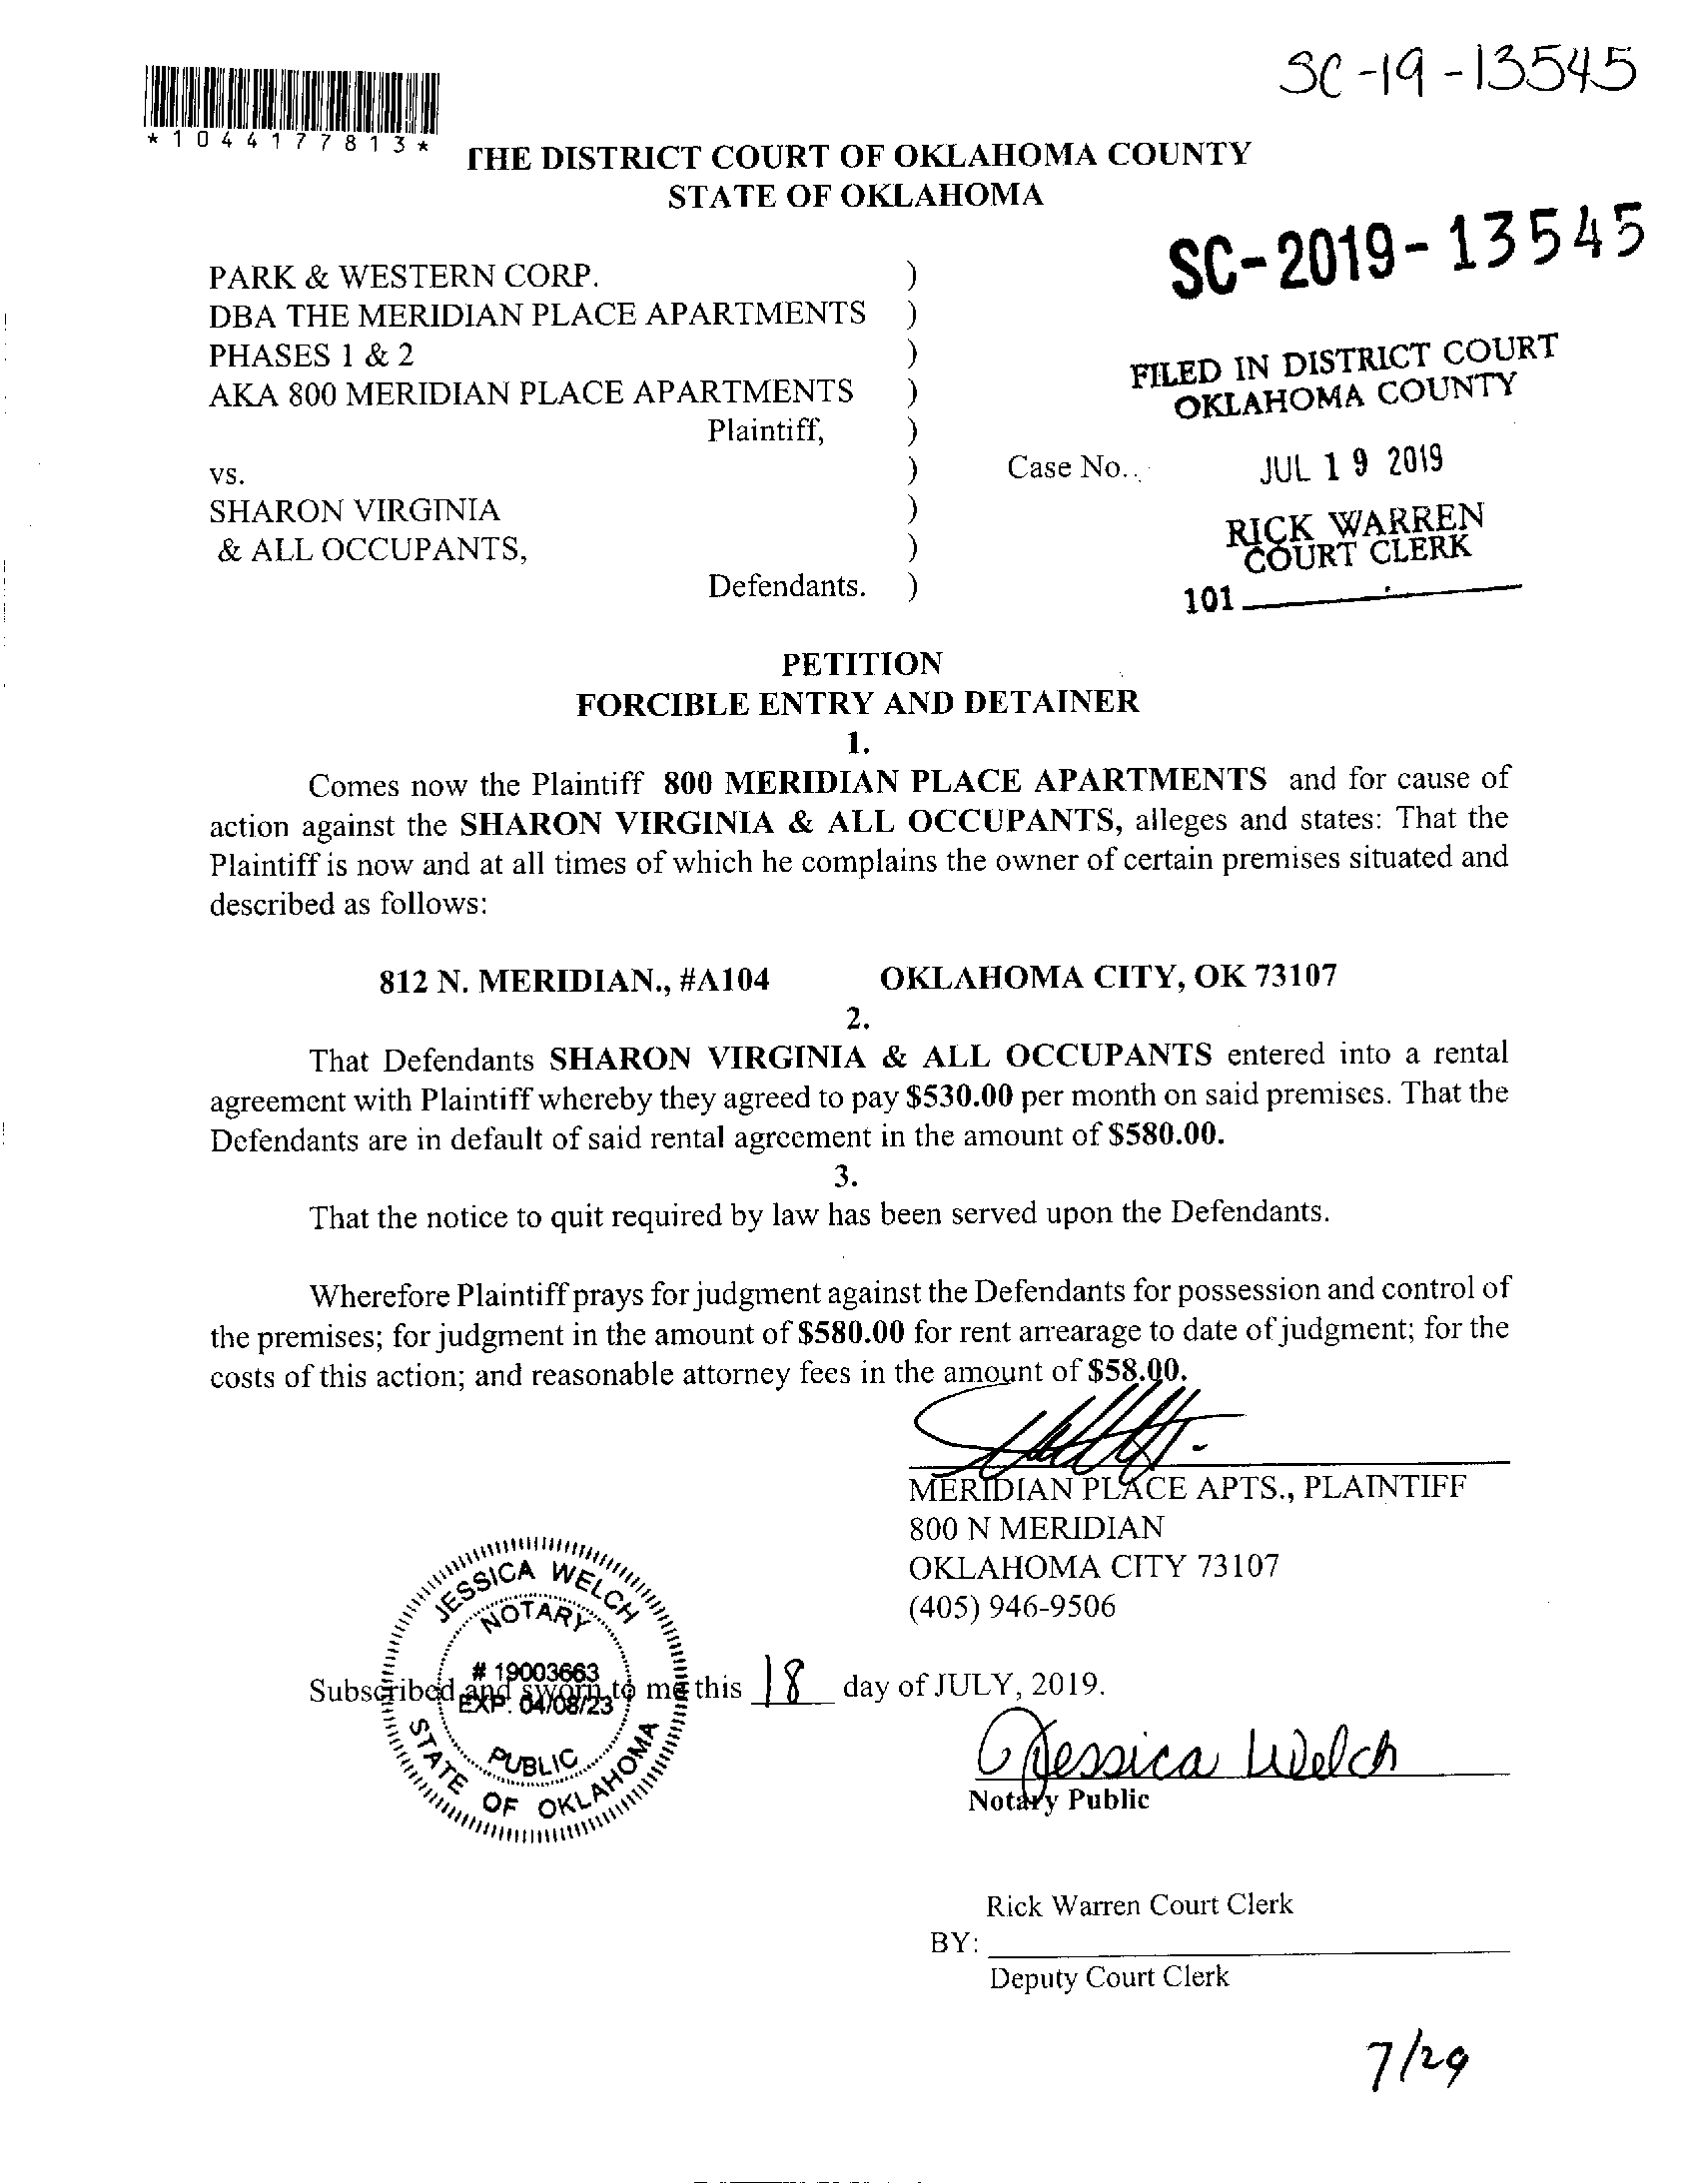 SC-19-13545
*1044177813*
THE DISTRICT COURT OF OKLAHOMA COUNTY
STATE OF OKLAHOMA
SC-2019-13545
PARK & WESTERN CORP. )
DBA THE MERIDIAN PLACE APARTMENTS )
PHASES 1 & 2 )
AKA 800 MERIDIAN PLACE APARTMENTS )
Plaintiff, )
FILED IN DISTRICT COURT
OKLAHOMA COUNTY
vs. ) Case No..
JUL 19 2019
SHARON VIRGINIA )
& ALL OCCUPANTS, )
Defendants. )
RICK WARREN
COURT CLERK
101
PETITION
FORCIBLE ENTRY AND DETAINER
1.
Comes now the Plaintiff 800 MERIDIAN PLACE APARTMENTS and for cause of
action against the SHARON VIRGINIA & ALL OCCUPANTS, alleges and states: That the
Plaintiff is now and at all times of which he complains the owner of certain premises situated and
described as follows:
812 N. MERIDIAN., #A104 OKLAHOMA CITY, OK 73107
2.
That Defendants SHARON VIRGINIA & ALL OCCUPANTS entered into a rental
agreement with Plaintiff whereby they agreed to pay $530.00 per month on said premises. That the
Defendants are in default of said rental agreement in the amount of $580.00.
3.
That the notice to quit required by law has been served upon the Defendants.
Wherefore Plaintiff prays for judgment against the Defendants for possession and control of
the premises; for judgment in the amount of $580.00 for rent arrearage to date of judgment; for the
costs of this action; and reasonable attorney fees in the amount of $58.00.
MERIDIAN PLACE APTS., PLAINTIFF
800 N MERIDIAN
OKLAHOMA CITY 73107
(405) 946-9506
JESSICA WELCH
NOTARY
# 19003663
EXP. 04/08/23
PUBLIC
STATE OF OKLAHOMA
Subscribed and sworn to me this 18 day of JULY, 2019.
Jessica Welch
Notary Public
Rick Warren Court Clerk
BY:
Deputy Court Clerk
7/29